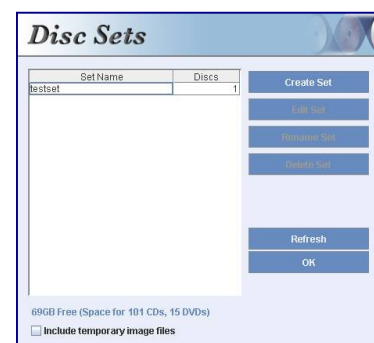 Disc Sets
Set Name Discs
testset 1
Create Set
Edit Set
Rename Set
Delete Set
Refresh
OK
69GB Free (Space for 101 CDs, 15 DVDs)
Include temporary image files